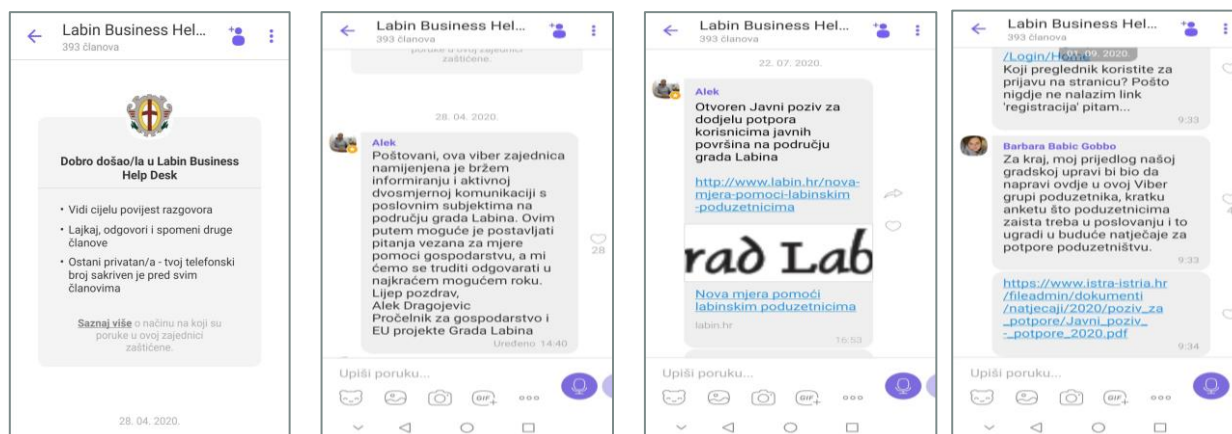 Labin Business Hel...
393 članova
Dobro došao/la u Labin Business
Help Desk
• Vidi cijelu povijest razgovora
• Lajkaj, odgovori i spomeni druge
članove
• Ostani privatan/a - tvoj telefonski
broj sakriven je pred svim
članovima
Saznaj više o načinu na koji su
poruke u ovoj zajednici
zaštićene.
28. 04. 2020.
Labin Business Hel...
393 članova
poruke u ovoj zajednici
zaštićene.
28. 04. 2020.
Alek
Poštovani, ova viber zajednica
namijenjena je bržem
informiranju i aktivnoj
dvosmjernoj komunikaciji s
poslovnim subjektima na
području grada Labina. Ovim
putem moguće je postavljati
pitanja vezana za mjere
pomoći gospodarstvu, a mi
ćemo se truditi odgovarati u
najkraćem mogućem roku.
Lijep pozdrav,
Alek Dragojevic
Pročelnik za gospodarstvo i
EU projekte Grada Labina
Uređeno 14:40
28
Upiši poruku...
GIF
Labin Business Hel...
393 članova
22. 07. 2020.
Alek
Otvoren Javni poziv za
dodjelu potpora
korisnicima javnih
površina na području
grada Labina
http://www.labin.hr/nova-
mjera-pomoci-labinskim
-poduzetnicima
rad Lab
Nova mjera pomoći
labinskim poduzetnicima
labin.hr
16:53
Upiši poruku...
GIF
Labin Business Hel...
393 članova
01. 09. 2020.
/Login/Home
Koji preglednik koristite za
prijavu na stranicu? Pošto
nigdje ne nalazim link
'registracija' pitam...
9:33
Barbara Babic Gobbo
Za kraj, moj prijedlog našoj
gradskoj upravi bi bio da
napravi ovdje u ovoj Viber
grupi poduzetnika, kratku
anketu što poduzetnicima
zaista treba u poslovanju i to
ugradi u buduće natječaje za
potpore poduzetništvu.
9:33
https://www.istra-istria.hr
/fileadmin/dokumenti
/natjecaji/2020/poziv_za
_potpore/Javni_poziv_
-_potpore_2020.pdf
9:34
Upiši poruku...
GIF